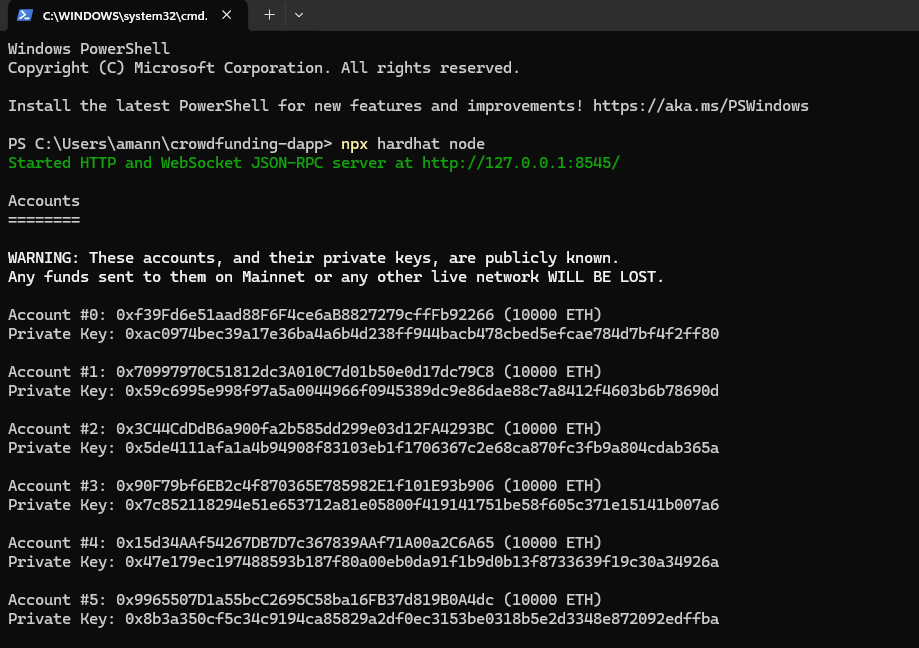 C:\WINDOWS\system32\cmd.
Windows PowerShell
Copyright (C) Microsoft Corporation. All rights reserved.
Install the latest PowerShell for new features and improvements! https://aka.ms/PSWindows
PS C:\Users\amann\crowdfunding-dapp> npx hardhat node
Started HTTP and WebSocket JSON-RPC server at http://127.0.0.1:8545/
Accounts
========
WARNING: These accounts, and their private keys, are publicly known.
Any funds sent to them on Mainnet or any other live network WILL BE LOST.
Account #0: 0xf39Fd6e51aad88F6F4ce6aB8827279cffFb92266 (10000 ETH)
Private Key: 0xac0974bec39a17e36ba4a6b4d238ff944bacb478cbed5efcae784d7bf4f2ff80
Account #1: 0x70997970C51812dc3A010C7d01b50e0d17dc79C8 (10000 ETH)
Private Key: 0x59c6995e998f97a5a0044966f0945389dc9e86dae88c7a8412f4603b6b78690d
Account #2: 0x3C44CdDdB6a900fa2b585dd299e03d12FA4293BC (10000 ETH)
Private Key: 0x5de4111afa1a4b94908f83103eb1f1706367c2e68ca870fc3fb9a804cdab365a
Account #3: 0x90F79bf6EB2c4f870365E785982E1f101E93b906 (10000 ETH)
Private Key: 0x7c852118294e51e653712a81e05800f419141751be58f605c371e15141b007a6
Account #4: 0x15d34AAf54267DB7D7c367839AAf71A00a2C6A65 (10000 ETH)
Private Key: 0x47e179ec197488593b187f80a00eb0da91f1b9d0b13f8733639f19c30a34926a
Account #5: 0x9965507D1a55bcC2695C58ba16FB37d819B0A4dc (10000 ETH)
Private Key: 0x8b3a350cf5c34c9194ca85829a2df0ec3153be0318b5e2d3348e872092edffba